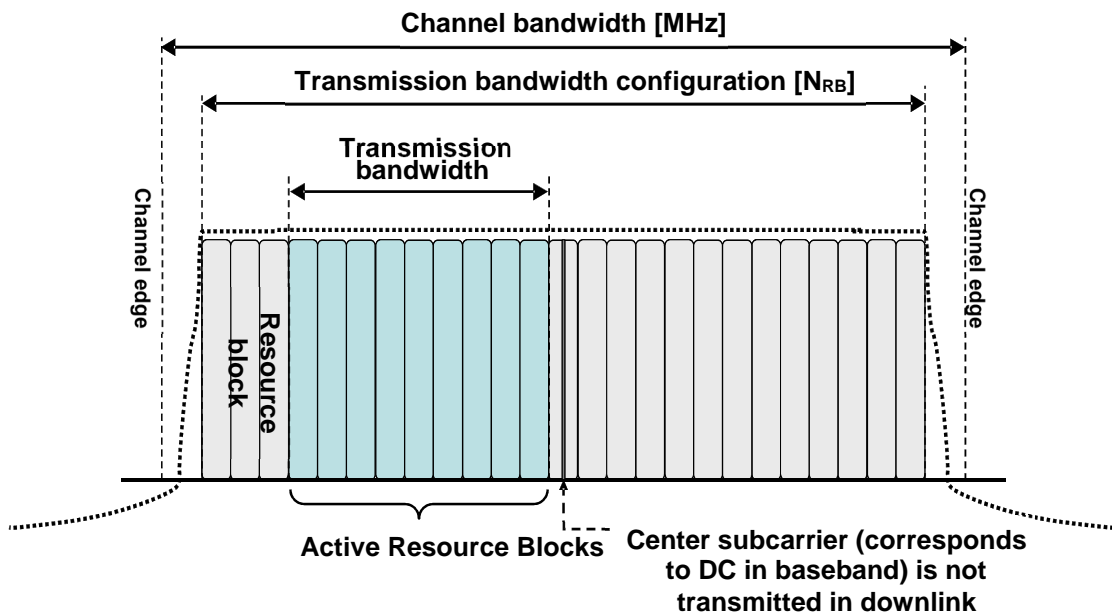 Channel bandwidth [MHz]
Transmission bandwidth configuration [NRB]
Transmission
bandwidth
Channel edge
Channel edge
Resource
block
Active Resource Blocks
Center subcarrier (corresponds
to DC in baseband) is not
transmitted in downlink